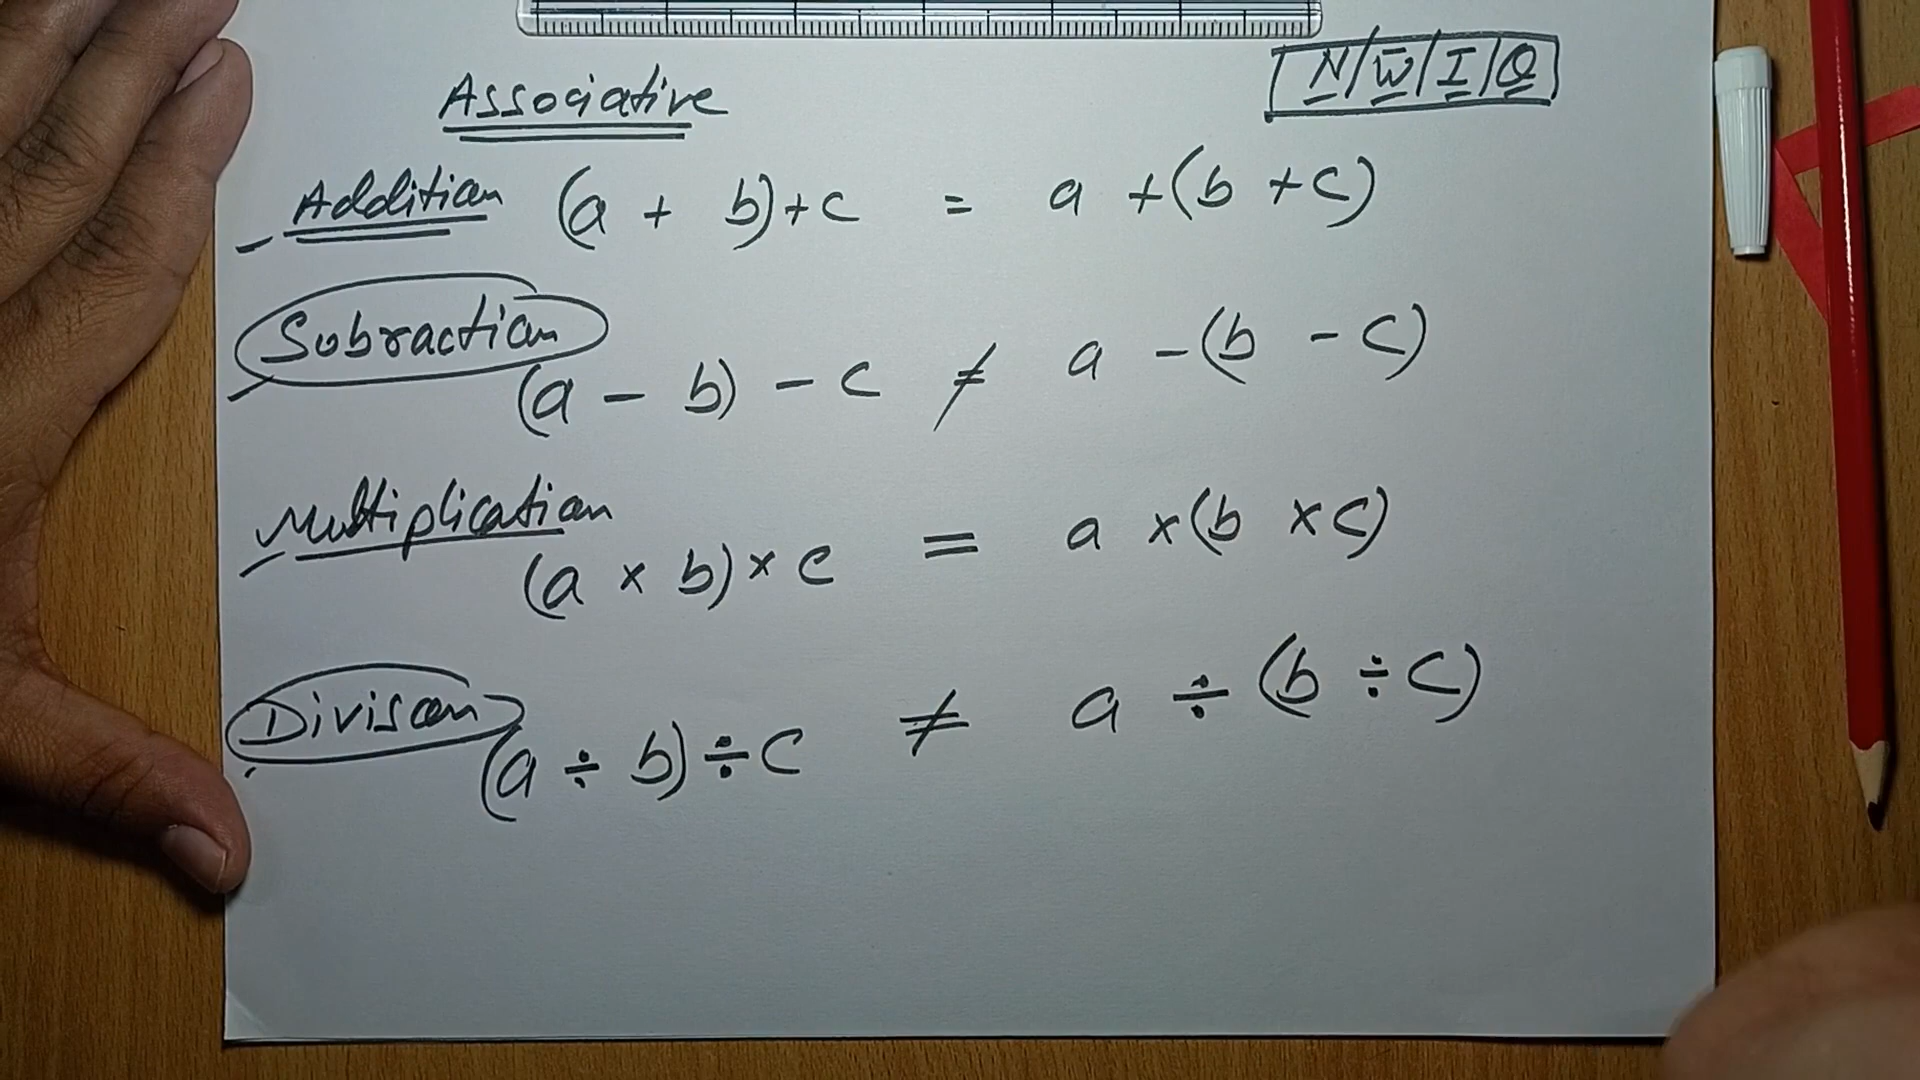 Associative
N/W/I/Q
Addition (a + b)+c = a +(b +c)
Subraction
(a - b) - c ≠ a -(b - c)
Multiplication
(a × b)× c = a ×(b ×c)
Divison
(a ÷ b)÷c ≠ a ÷ (b ÷c)